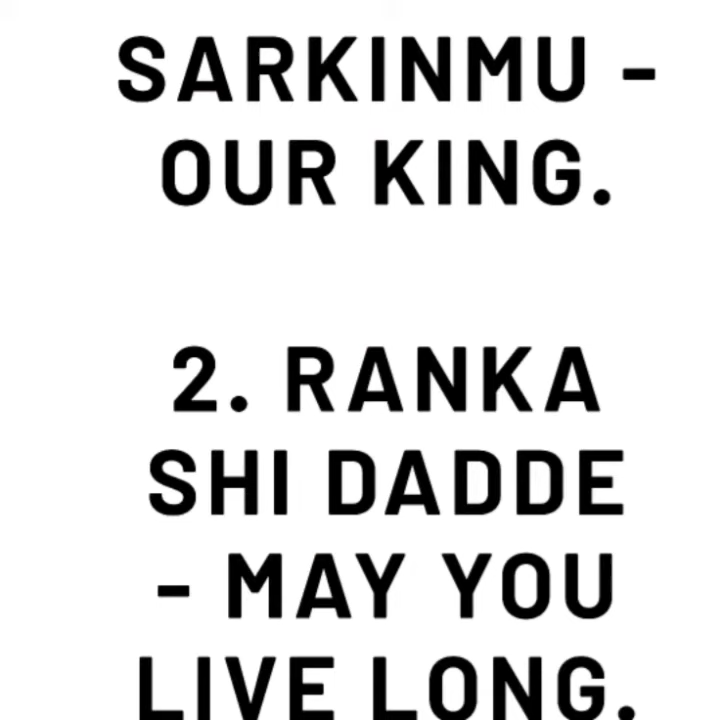 SARKINMU -
OUR KING.
2. RANKA
SHI DADDE
- MAY YOU
LIVE LONG.